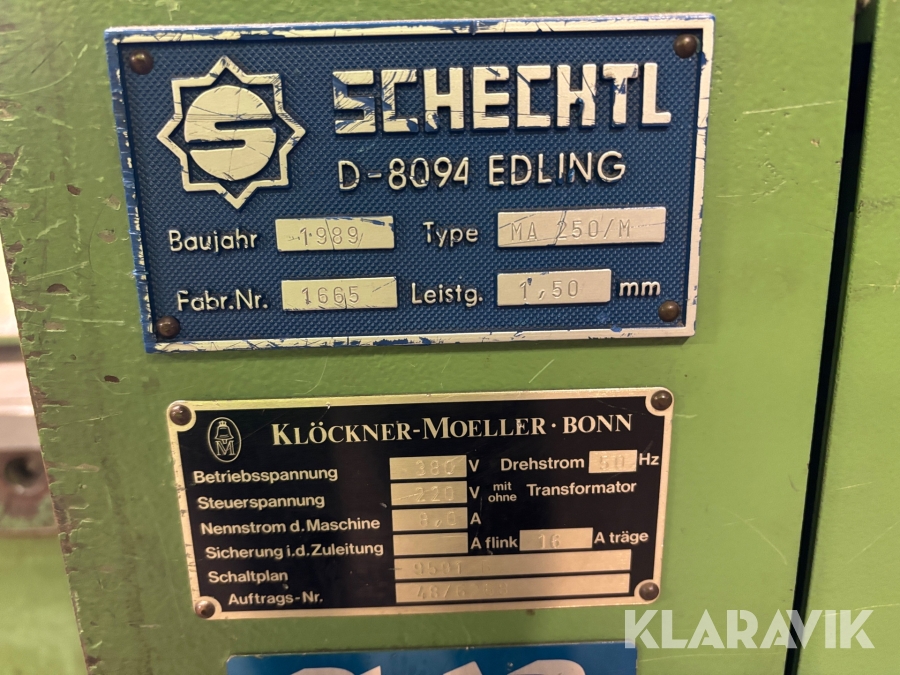 S SCHECHTL
D-8094 EDLING
Baujahr 1989 Type MA 250/M
Fabr.Nr. 1665 Leistg. 1,50 mm
M KLÖCKNER-MOELLER · BONN
Betriebsspannung 380 V Drehstrom 50 Hz
Steuerspannung 220 V mit ohne Transformator
Nennstrom d. Maschine A
Sicherung i.d. Zuleitung A flink 16 A träge
Schaltplan
Auftrags-Nr.
KLARAVIK